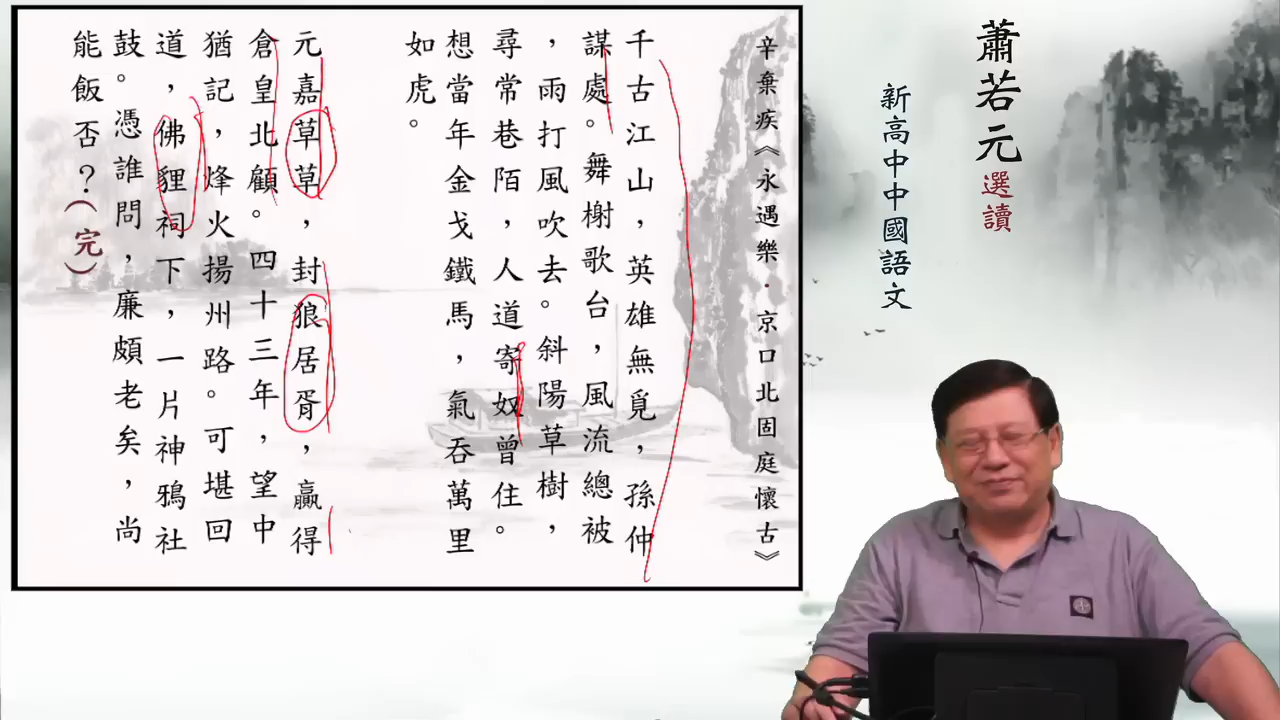 蕭若元
選讀
新高中中國語文
辛棄疾《永遇樂．京口北固庭懷古》
千古江山，英雄無覓，孫仲
謀處。舞榭歌台，風流總被
，雨打風吹去。斜陽草樹，
尋常巷陌，人道寄奴曾住。
想當年金戈鐵馬，氣吞萬里
如虎。
元嘉草草，封狼居胥，贏得
倉皇北顧。四十三年，望中
猶記，烽火揚州路。可堪回
道，佛貍祠下，一片神鴉社
鼓。憑誰問，廉頗老矣，尚
能飯否？（完）